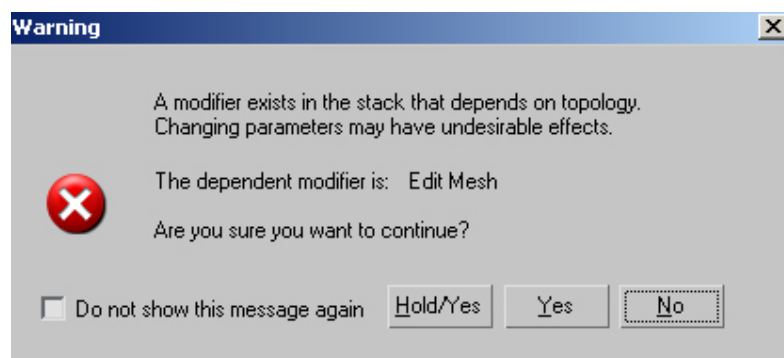 Warning
A modifier exists in the stack that depends on topology.
Changing parameters may have undesirable effects.
The dependent modifier is: Edit Mesh
Are you sure you want to continue?
Do not show this message again Hold/Yes Yes No